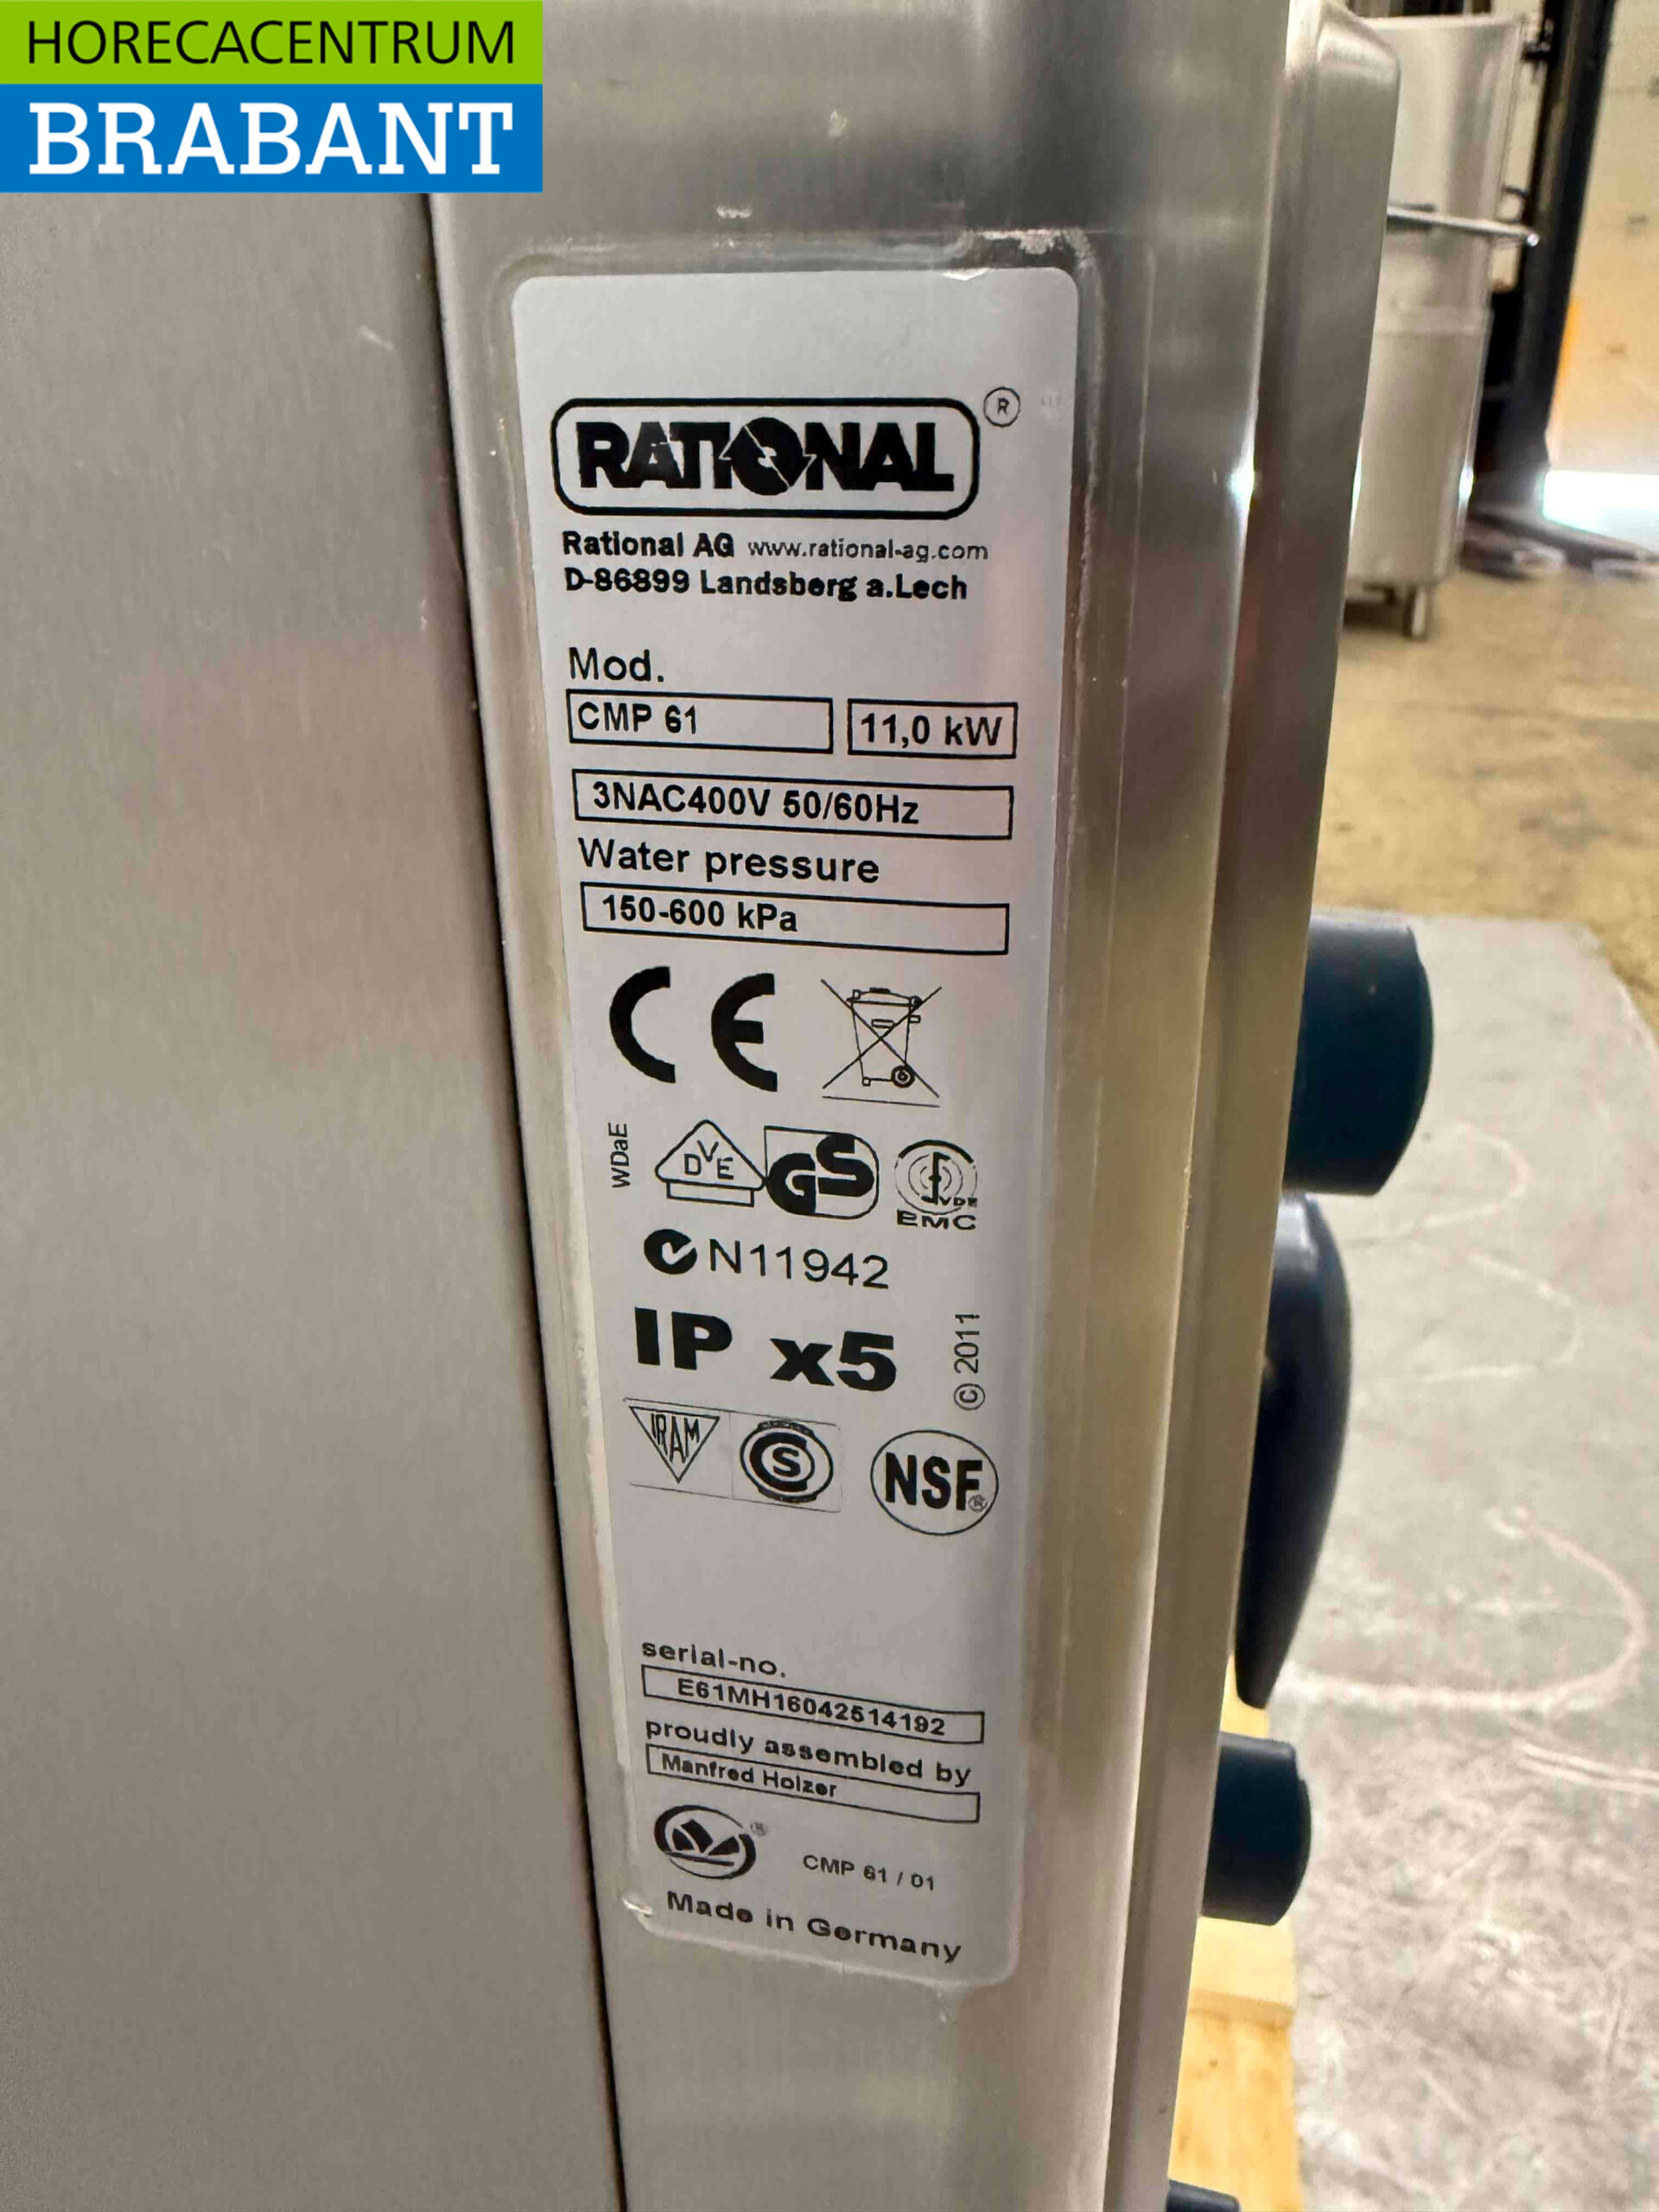 HORECACENTRUM
BRABANT
RATIONAL ®
Rational AG www.rational-ag.com
D-86899 Landsberg a.Lech
Mod.
CMP 61 11,0 kW
3NAC400V 50/60Hz
Water pressure
150-600 kPa
CE
WDaE DVE GS VDE
EMC
N11942
IP x5 © 2011
IRAM S NSF®
serial-no.
E61MH16042514192
proudly assembled by
Manfred Holzer
®
CMP 61 / 01
Made in Germany